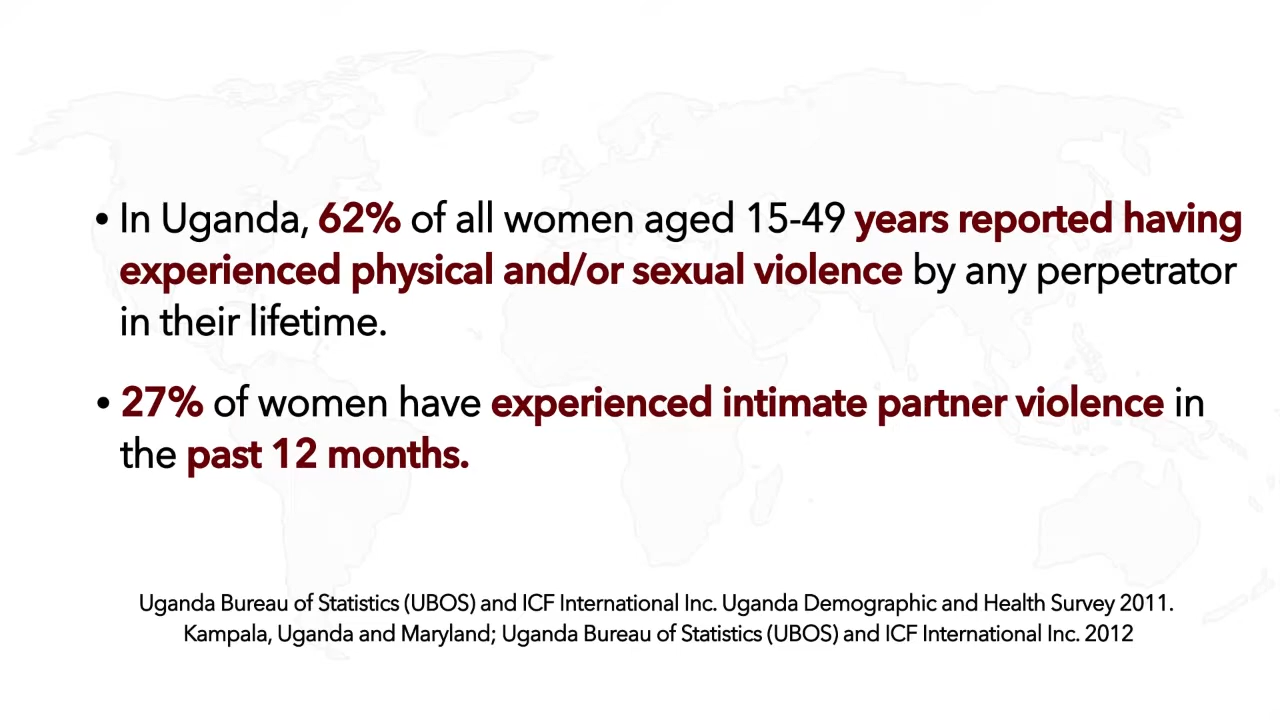 • In Uganda, 62% of all women aged 15-49 years reported having
experienced physical and/or sexual violence by any perpetrator
in their lifetime.
• 27% of women have experienced intimate partner violence in
the past 12 months.
Uganda Bureau of Statistics (UBOS) and ICF International Inc. Uganda Demographic and Health Survey 2011.
Kampala, Uganda and Maryland; Uganda Bureau of Statistics (UBOS) and ICF International Inc. 2012